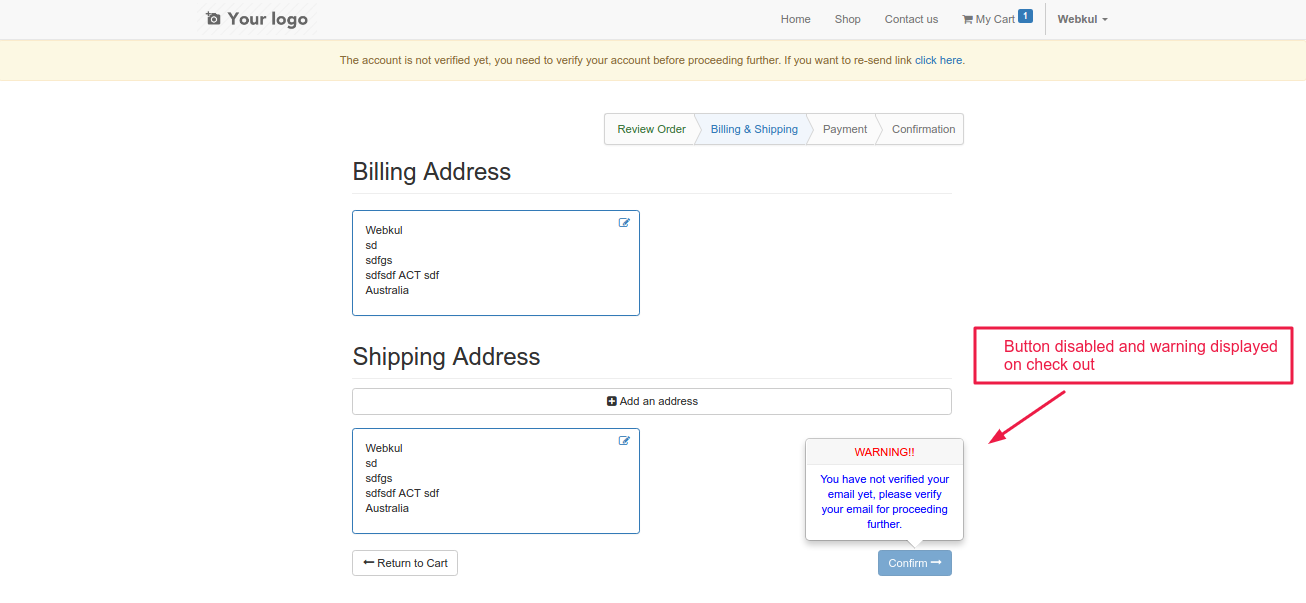 Your logo
Home Shop Contact us My Cart 1 Webkul
The account is not verified yet, you need to verify your account before proceeding further. If you want to re-send link click here.
Review Order Billing & Shipping Payment Confirmation
Billing Address
Webkul
sd
sdfgs
sdfsdf ACT sdf
Australia
Shipping Address
Button disabled and warning displayed
on check out
Add an address
Webkul
sd
sdfgs
sdfsdf ACT sdf
Australia
WARNING!!
You have not verified your
email yet, please verify
your email for proceeding
further.
Return to Cart
Confirm